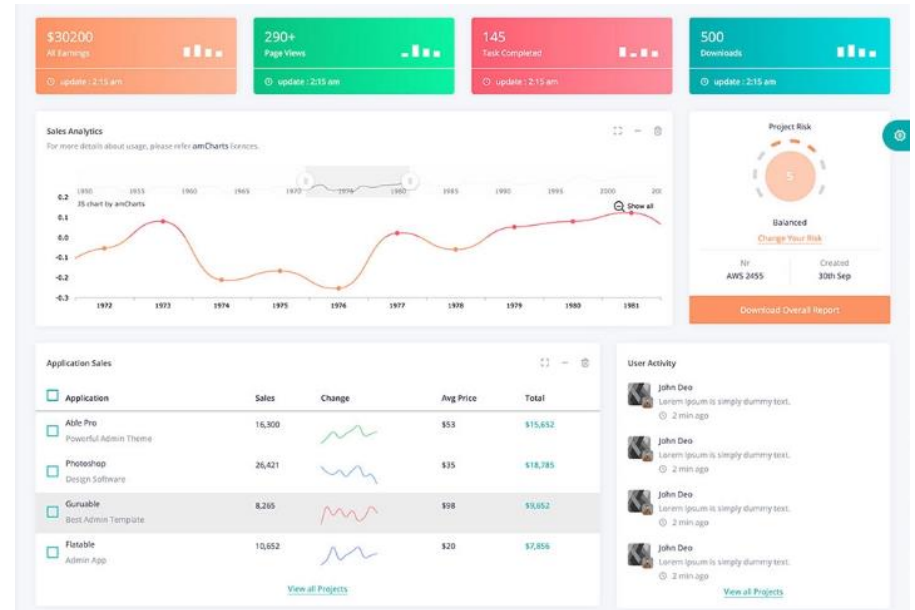 $30200
All Earnings
update : 2:15 am
290+
Page Views
update : 2:15 am
145
Task Completed
update : 2:15 am
500
Downloads
update : 2:15 am
Sales Analytics
For more details about usage, please refer amCharts licences.
1950 1955 1960 1965 1970 1975 1980 1985 1990 1995 2000
JS chart by amCharts
Show all
0.2
0.1
0.0
-0.1
-0.2
-0.3
1972 1973 1974 1975 1976 1977 1978 1979 1980 1981
Project Risk
5
Balanced
Change Your Risk
Nr Created
AWS 2455 30th Sep
Download Overall Report
Application Sales
Application Sales Change Avg Price Total
Able Pro 16,300 $53 $15,652
Powerful Admin Theme
Photoshop 26,421 $35 $18,785
Design Software
Guruable 8,265 $98 $9,652
Best Admin Template
Flatable 10,652 $20 $7,856
Admin App
View all Projects
User Activity
John Deo
Lorem Ipsum is simply dummy text.
2 min ago
John Deo
Lorem Ipsum is simply dummy text.
2 min ago
John Deo
Lorem Ipsum is simply dummy text.
2 min ago
John Deo
Lorem Ipsum is simply dummy text.
2 min ago
View all Projects